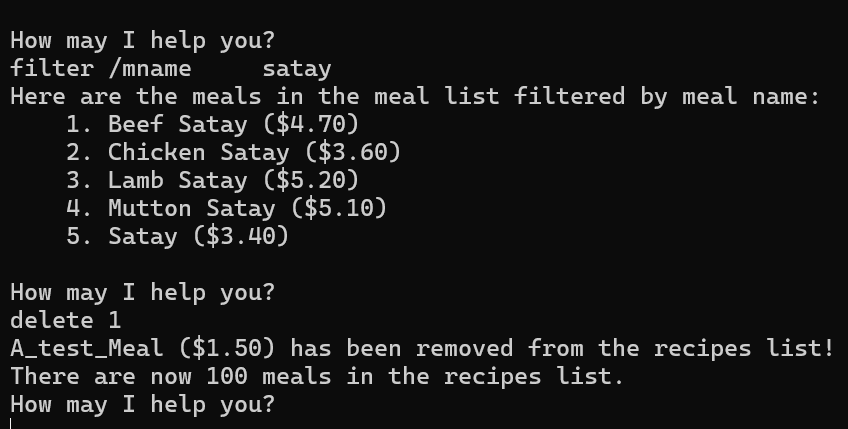 How may I help you?
filter /mname     satay
Here are the meals in the meal list filtered by meal name:
    1. Beef Satay ($4.70)
    2. Chicken Satay ($3.60)
    3. Lamb Satay ($5.20)
    4. Mutton Satay ($5.10)
    5. Satay ($3.40)

How may I help you?
delete 1
A_test_Meal ($1.50) has been removed from the recipes list!
There are now 100 meals in the recipes list.
How may I help you?